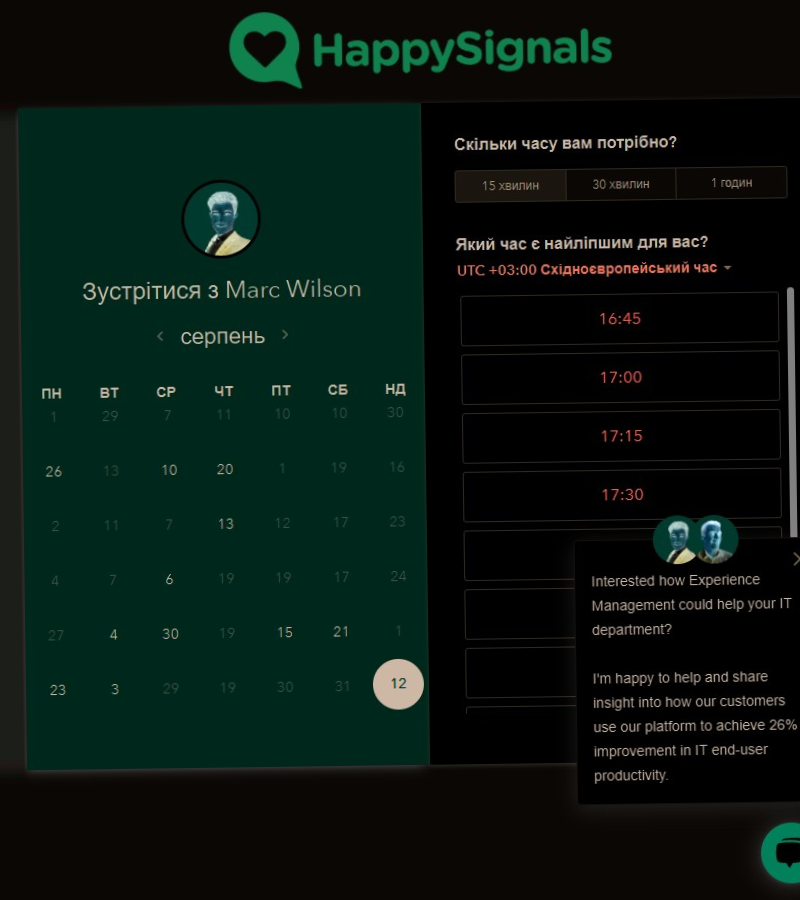 HappySignals
Зустрітися з Marc Wilson
серпень
ПН ВТ СР ЧТ ПТ СБ НД
1 29 7 11 10 10 30
26 13 10 20 1 19 16
2 11 7 13 12 17 23
4 7 6 19 19 17 24
27 4 30 19 15 21 1
23 3 29 19 30 31 12
Скільки часу вам потрібно?
15 хвилин 30 хвилин 1 годин
Який час є найліпшим для вас?
UTC +03:00 Східноєвропейський час
16:45
17:00
17:15
17:30
Interested how Experience
Management could help your IT
department?
I'm happy to help and share
insight into how our customers
use our platform to achieve 26%
improvement in IT end-user
productivity.